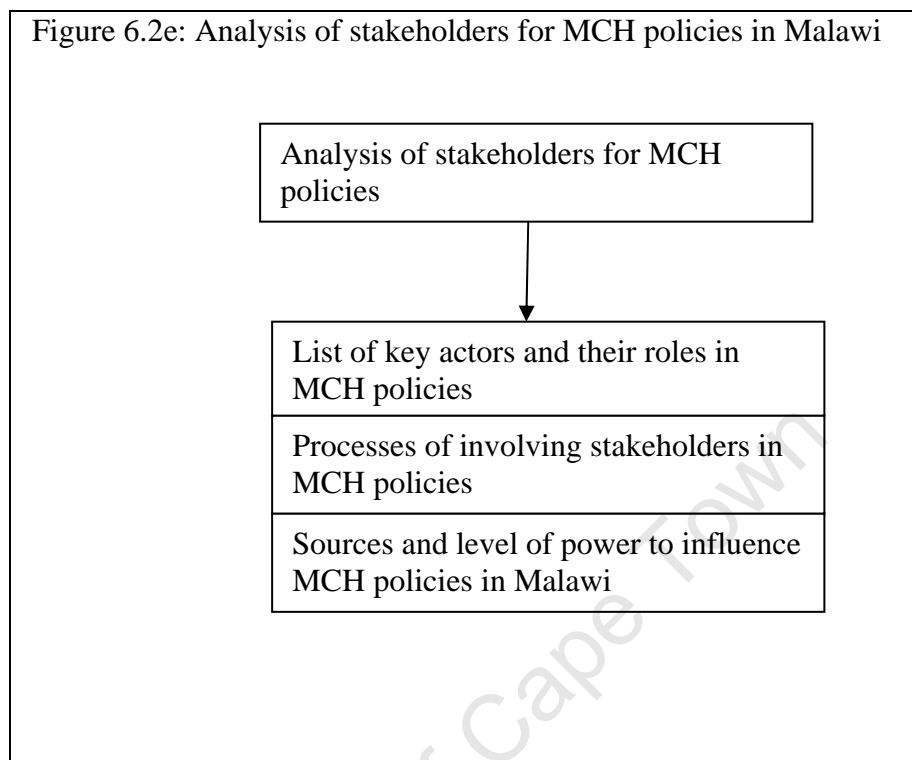 Figure 6.2e: Analysis of stakeholders for MCH policies in Malawi
Analysis of stakeholders for MCH
policies
List of key actors and their roles in
MCH policies
Processes of involving stakeholders in
MCH policies
Sources and level of power to influence
MCH policies in Malawi
f Cape Town